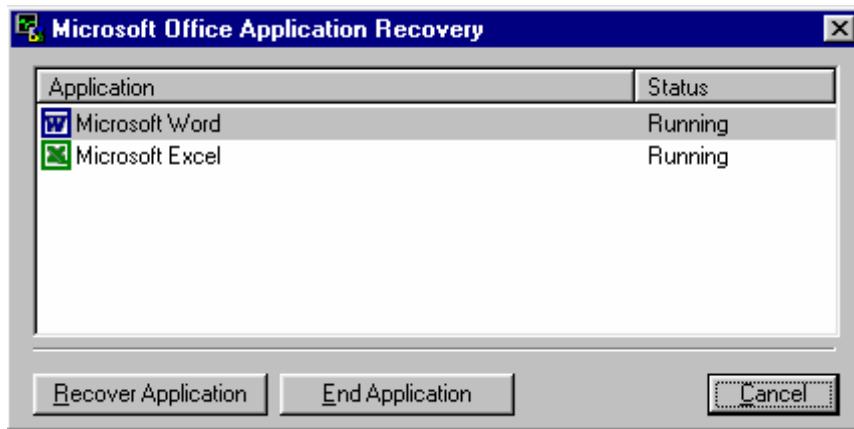 Microsoft Office Application Recovery
Application Status
Microsoft Word Running
Microsoft Excel Running
Recover Application End Application Cancel